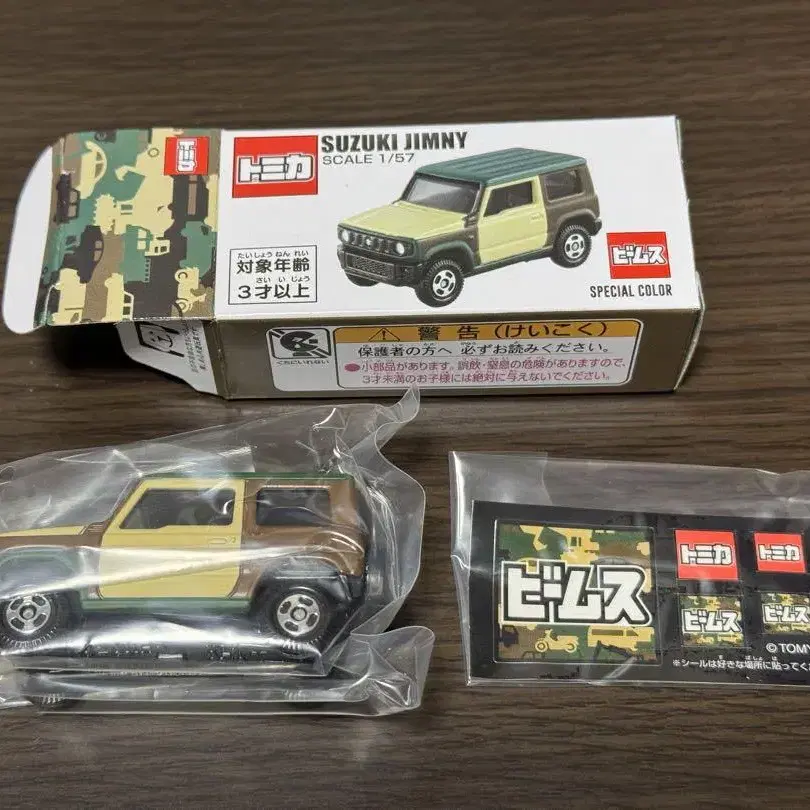 トミカ
トミカ
SUZUKI JIMNY
SCALE 1/57
たいしょうねんれい
対象年齢
さいいじょう
3才以上
ビームス
SPECIAL COLOR
くちにいれない
警告(けいこく)
保護者の方へ 必ずお読みください。
●小部品があります。誤飲・窒息の危険がありますので、
3才未満のお子様には絶対に与えないでください。
ビームス
トミカ
トミカ
ビームス
ビームス
© TOMY
※シールは好きな場所に貼ってくだ